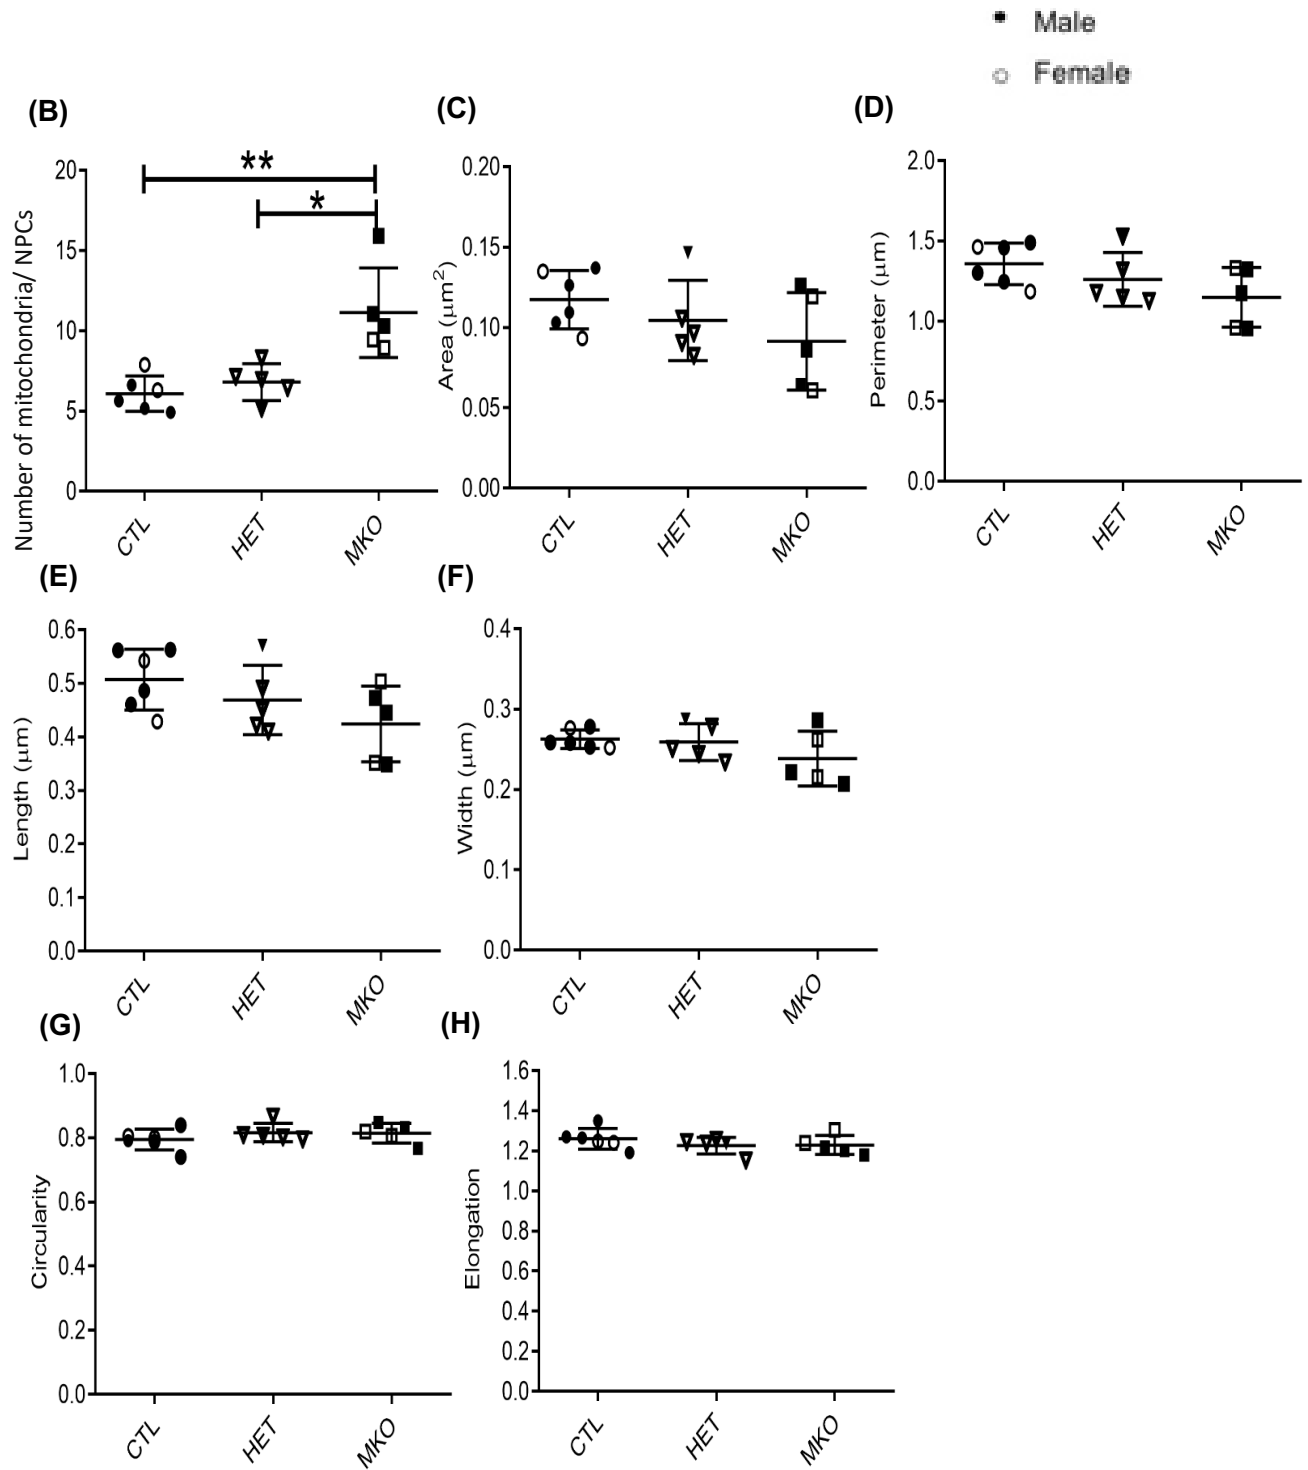 Male
Female
(B)
(C)
(D)
Number of mitochondria/ NPCs
20
15
10
5
0
**
*
CTL
HET
MKO
Area (μm²)
0.20
0.15
0.10
0.05
0.00
CTL
HET
MKO
Perimeter (μm)
2.0
1.5
1.0
0.5
0.0
CTL
HET
MKO
(E)
(F)
Length (μm)
0.6
0.5
0.4
0.3
0.2
0.1
0.0
CTL
HET
MKO
Width (μm)
0.4
0.3
0.2
0.1
0.0
CTL
HET
MKO
(G)
(H)
Circularity
1.0
0.8
0.6
0.4
0.2
0.0
CTL
HET
MKO
Elongation
1.6
1.4
1.2
1.0
0.8
0.6
0.4
0.2
0.0
CTL
HET
MKO